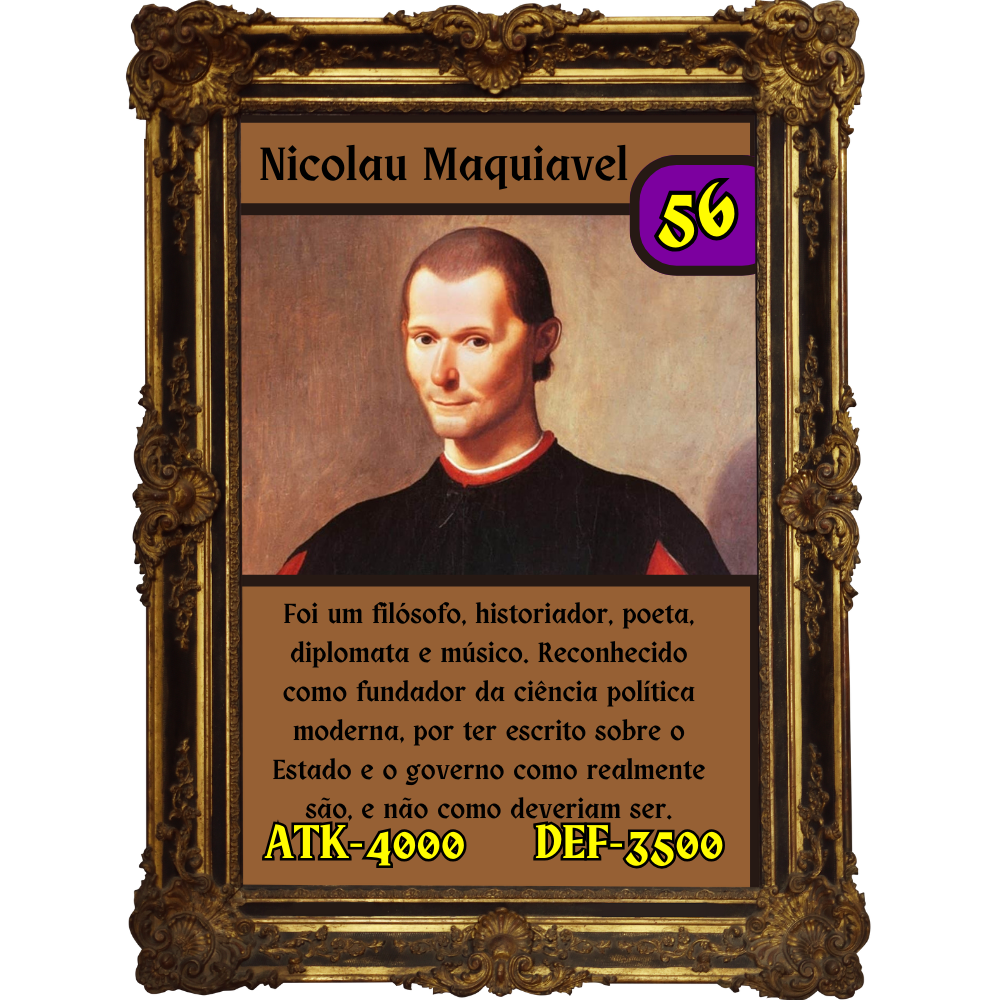 Nicolau Maquiavel
56
Foi um filósofo, historiador, poeta,
diplomata e músico. Reconhecido
como fundador da ciência política
moderna, por ter escrito sobre o
Estado e o governo como realmente
são, e não como deveriam ser.
ATK-4000 DEF-3500